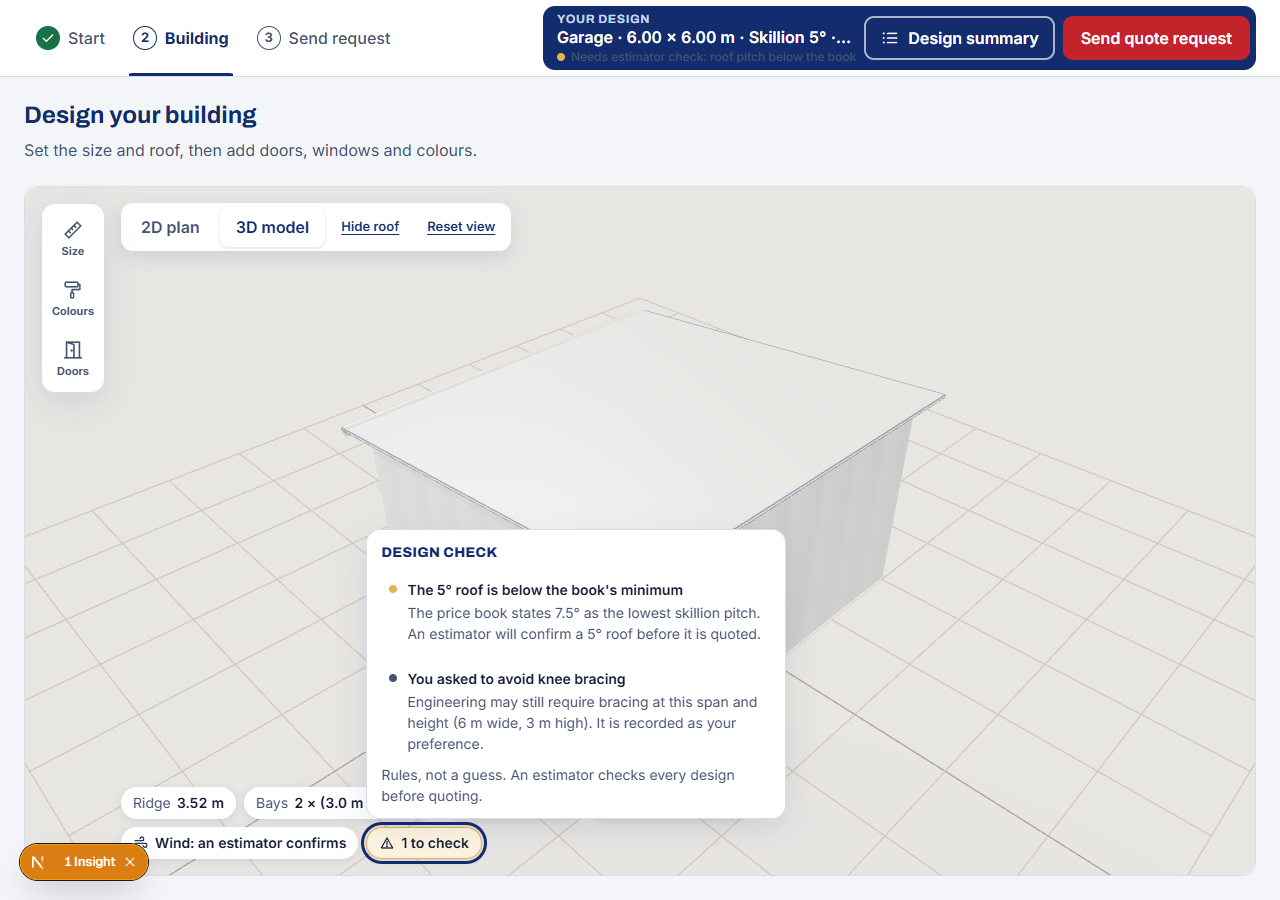 Start
2 Building
3 Send request
YOUR DESIGN
Garage · 6.00 × 6.00 m · Skillion 5° ·...
Needs estimator check: roof pitch below the book
Design summary
Send quote request
Design your building
Set the size and roof, then add doors, windows and colours.
Size
Colours
Doors
2D plan
3D model
Hide roof
Reset view
DESIGN CHECK
The 5° roof is below the book's minimum
The price book states 7.5° as the lowest skillion pitch.
An estimator will confirm a 5° roof before it is quoted.
You asked to avoid knee bracing
Engineering may still require bracing at this span and
height (6 m wide, 3 m high). It is recorded as your
preference.
Rules, not a guess. An estimator checks every design
before quoting.
Ridge 3.52 m
Bays 2 × (3.0 m
Wind: an estimator confirms
1 to check
N 1 Insight